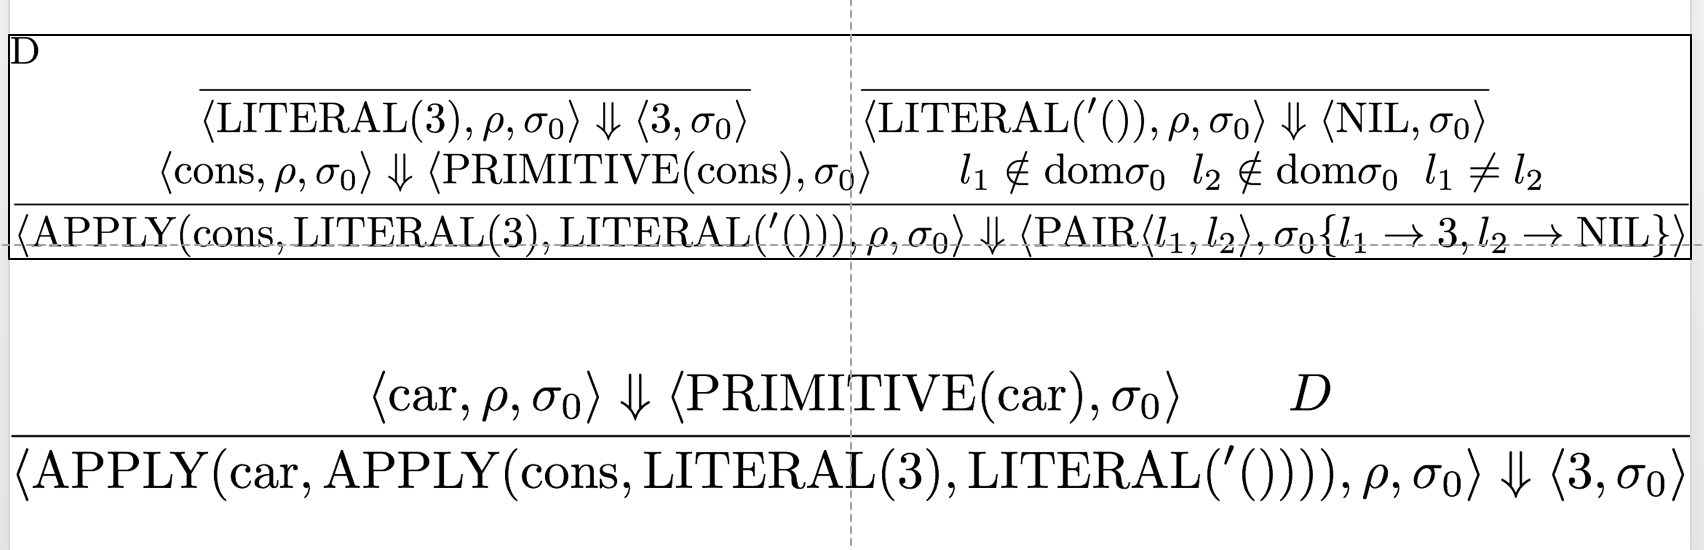 D
⟨LITERAL(3), ρ, σ₀⟩ ⇓ ⟨3, σ₀⟩ ⟨LITERAL(′()), ρ, σ₀⟩ ⇓ ⟨NIL, σ₀⟩
⟨cons, ρ, σ₀⟩ ⇓ ⟨PRIMITIVE(cons), σ₀⟩ l₁ ∉ domσ₀ l₂ ∉ domσ₀ l₁ ≠ l₂
⟨APPLY(cons, LITERAL(3), LITERAL(′())), ρ, σ₀⟩ ⇓ ⟨PAIR⟨l₁, l₂⟩, σ₀{l₁ → 3, l₂ → NIL}⟩
⟨car, ρ, σ₀⟩ ⇓ ⟨PRIMITIVE(car), σ₀⟩ D
⟨APPLY(car, APPLY(cons, LITERAL(3), LITERAL(′()))), ρ, σ₀⟩ ⇓ ⟨3, σ₀⟩